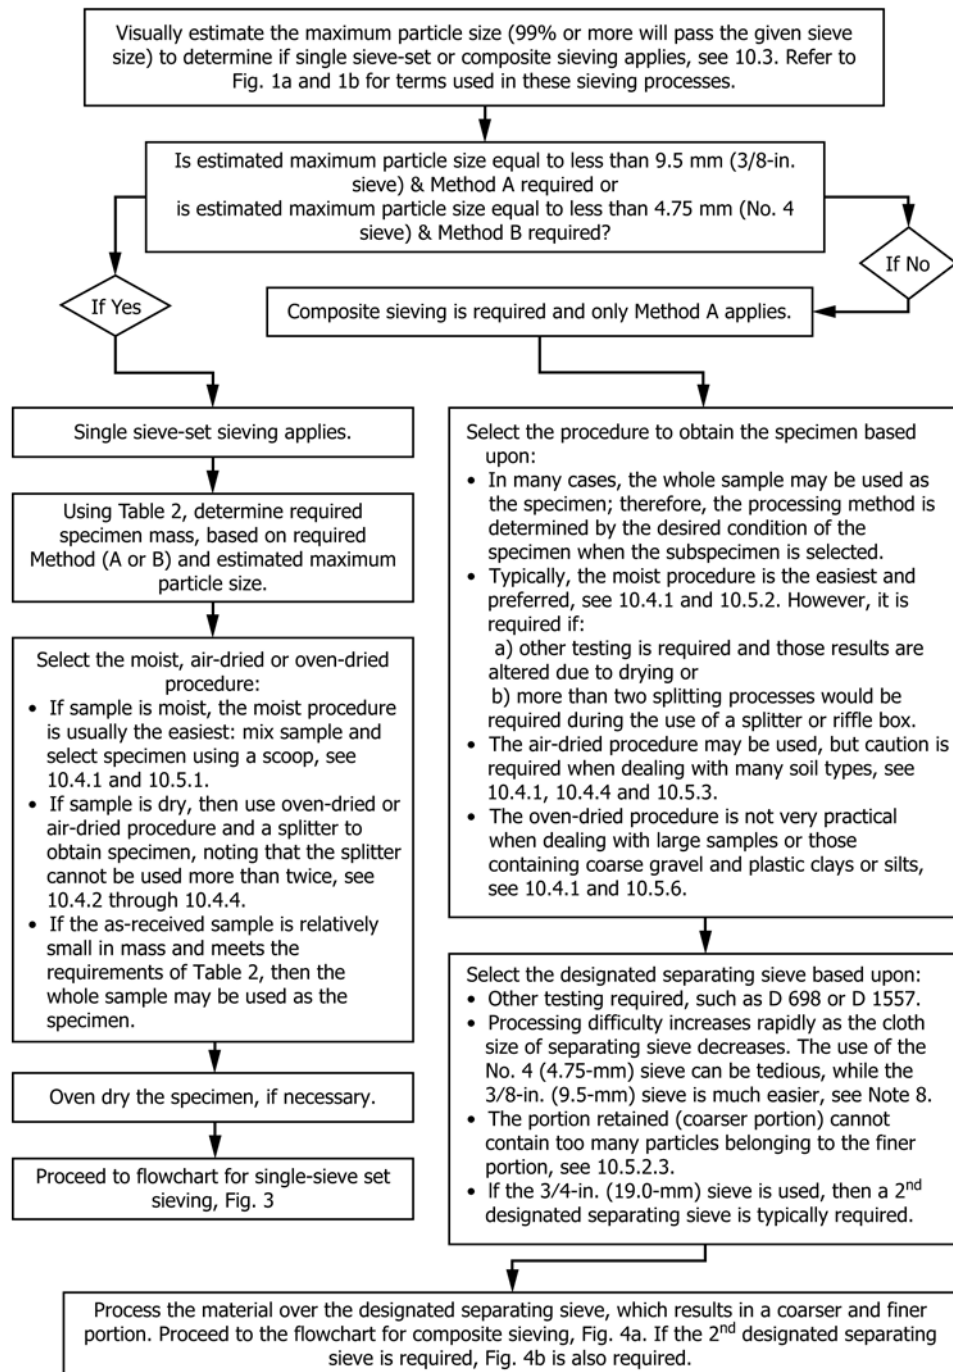 Visually estimate the maximum particle size (99% or more will pass the given sieve
size) to determine if single sieve-set or composite sieving applies, see 10.3. Refer to
Fig. 1a and 1b for terms used in these sieving processes.
Is estimated maximum particle size equal to less than 9.5 mm (3/8-in.
sieve) & Method A required or
is estimated maximum particle size equal to less than 4.75 mm (No. 4
sieve) & Method B required?
If No
If Yes
Composite sieving is required and only Method A applies.
Single sieve-set sieving applies.
Using Table 2, determine required
specimen mass, based on required
Method (A or B) and estimated maximum
particle size.
Select the moist, air-dried or oven-dried
procedure:
• If sample is moist, the moist procedure
is usually the easiest: mix sample and
select specimen using a scoop, see
10.4.1 and 10.5.1.
• If sample is dry, then use oven-dried or
air-dried procedure and a splitter to
obtain specimen, noting that the splitter
cannot be used more than twice, see
10.4.2 through 10.4.4.
• If the as-received sample is relatively
small in mass and meets the
requirements of Table 2, then the
whole sample may be used as the
specimen.
Oven dry the specimen, if necessary.
Proceed to flowchart for single-sieve set
sieving, Fig. 3
Select the procedure to obtain the specimen based
upon:
• In many cases, the whole sample may be used as
the specimen; therefore, the processing method is
determined by the desired condition of the
specimen when the subspecimen is selected.
• Typically, the moist procedure is the easiest and
preferred, see 10.4.1 and 10.5.2. However, it is
required if:
a) other testing is required and those results are
altered due to drying or
b) more than two splitting processes would be
required during the use of a splitter or riffle box.
• The air-dried procedure may be used, but caution is
required when dealing with many soil types, see
10.4.1, 10.4.4 and 10.5.3.
• The oven-dried procedure is not very practical
when dealing with large samples or those
containing coarse gravel and plastic clays or silts,
see 10.4.1 and 10.5.6.
Select the designated separating sieve based upon:
• Other testing required, such as D 698 or D 1557.
• Processing difficulty increases rapidly as the cloth
size of separating sieve decreases. The use of the
No. 4 (4.75-mm) sieve can be tedious, while the
3/8-in. (9.5-mm) sieve is much easier, see Note 8.
• The portion retained (coarser portion) cannot
contain too many particles belonging to the finer
portion, see 10.5.2.3.
• If the 3/4-in. (19.0-mm) sieve is used, then a 2nd
designated separating sieve is typically required.
Process the material over the designated separating sieve, which results in a coarser and finer
portion. Proceed to the flowchart for composite sieving, Fig. 4a. If the 2nd designated separating
sieve is required, Fig. 4b is also required.